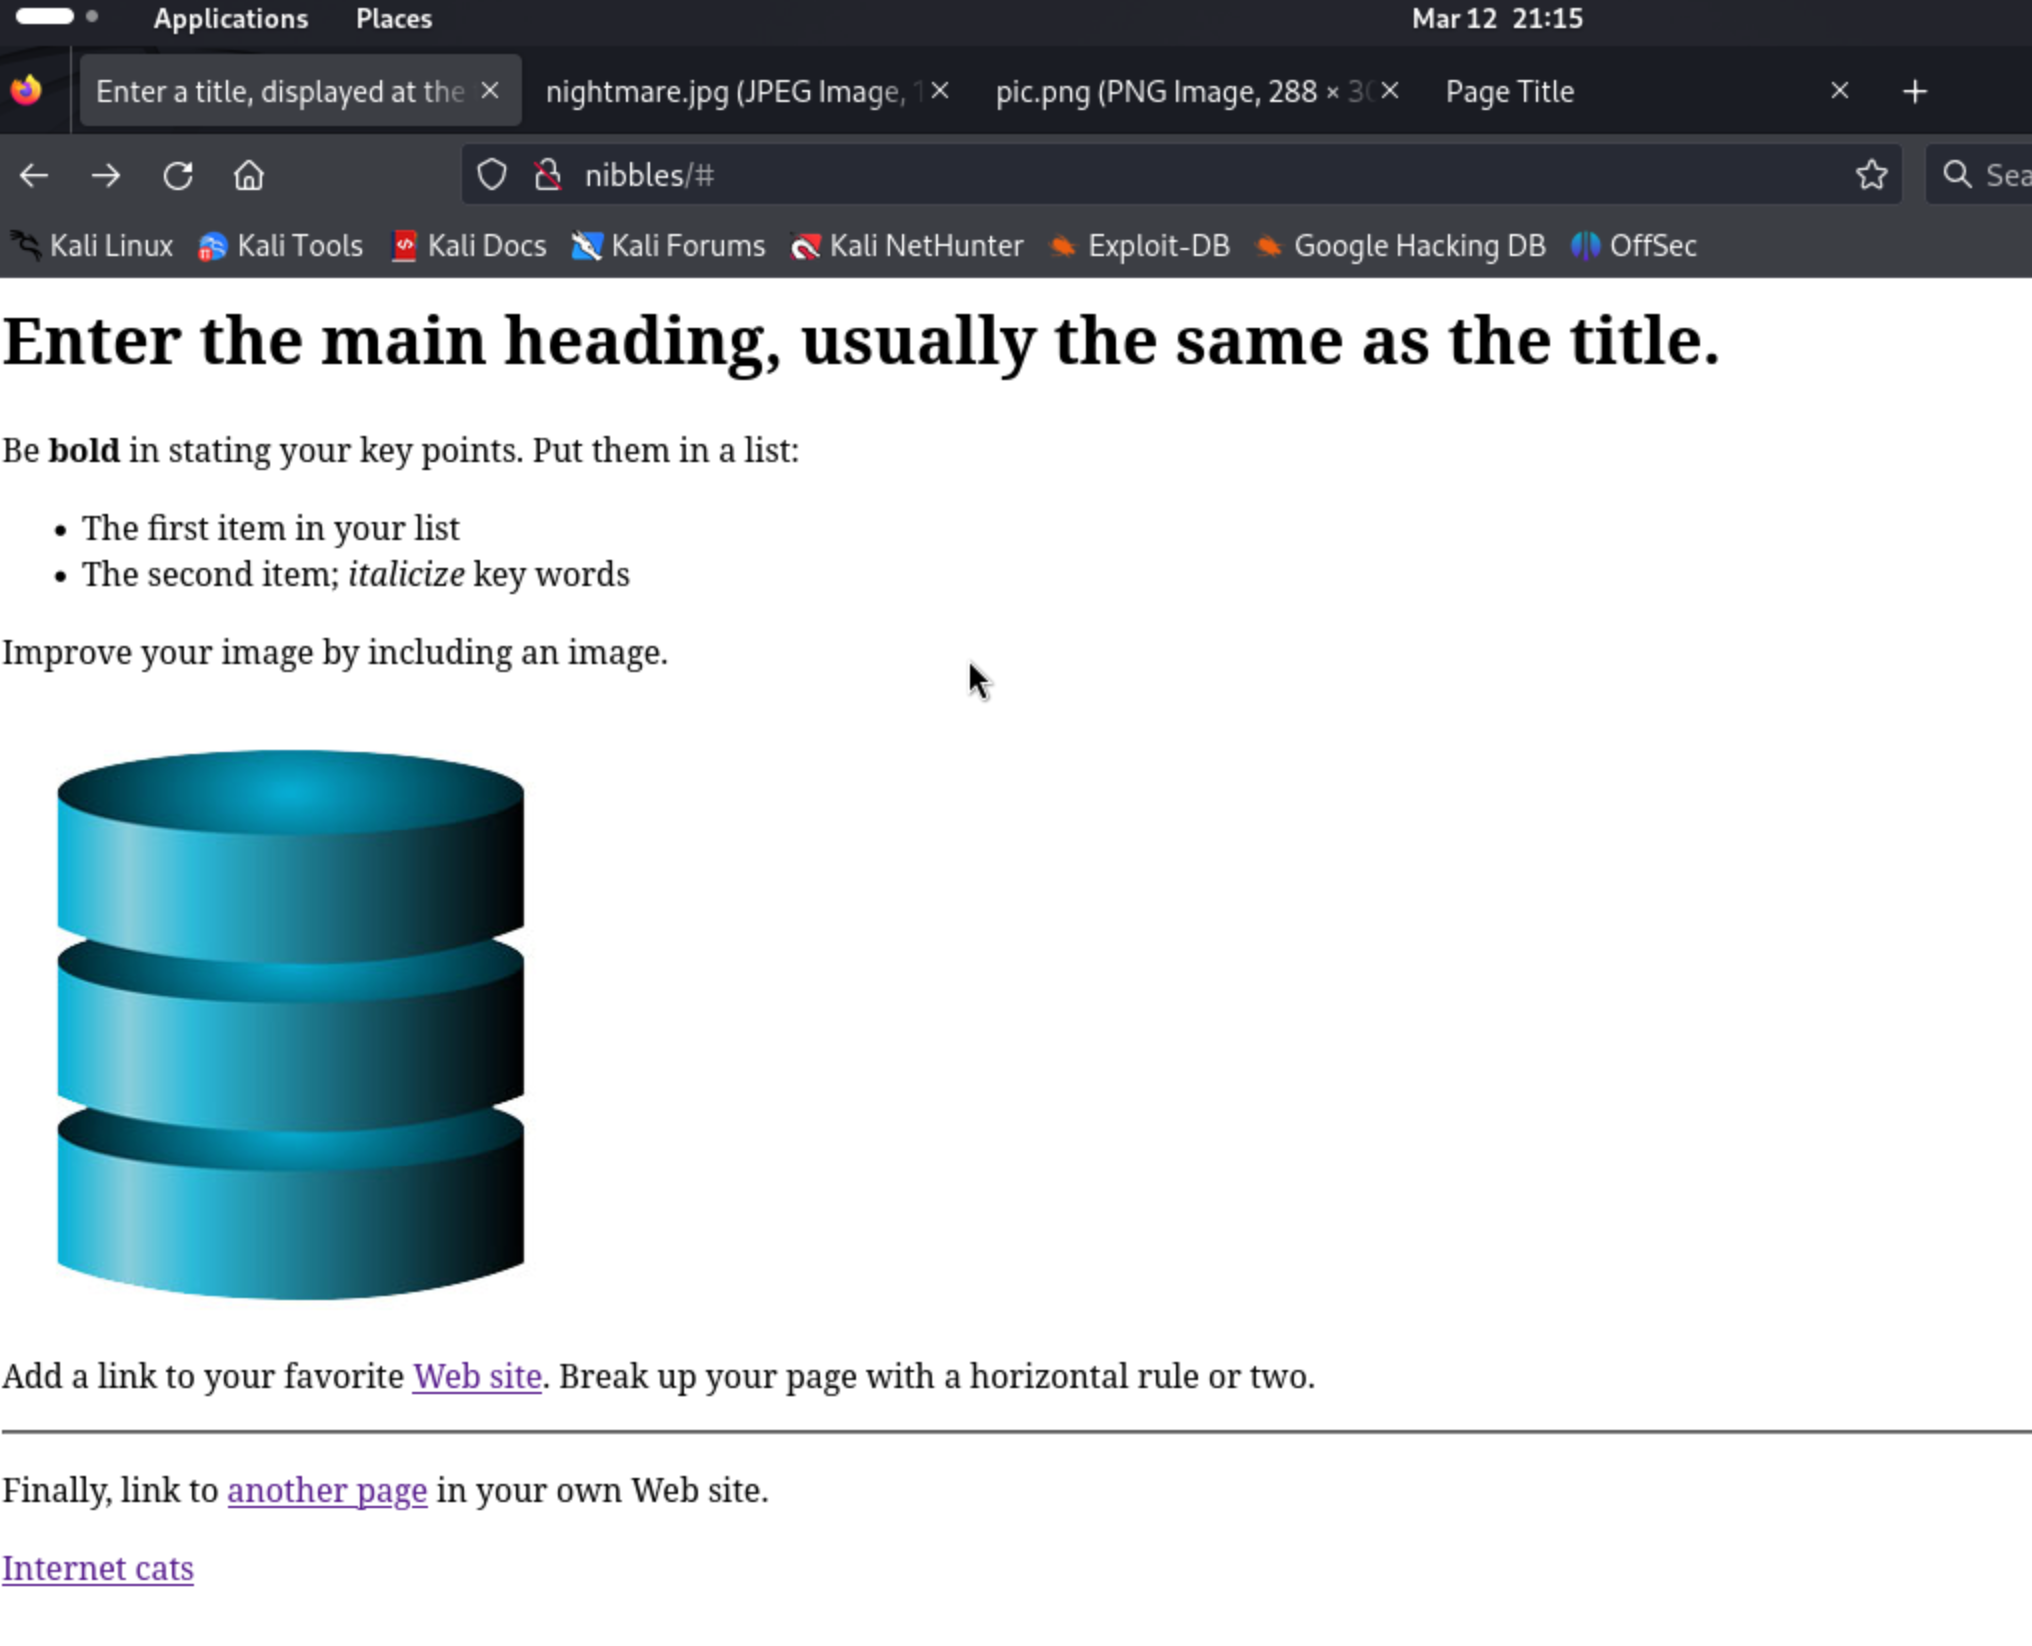 Applications Places Mar 12 21:15
Enter a title, displayed at the nightmare.jpg (JPEG Image, pic.png (PNG Image, 288 × Page Title
nibbles/#
Kali Linux Kali Tools Kali Docs Kali Forums Kali NetHunter Exploit-DB Google Hacking DB OffSec
Enter the main heading, usually the same as the title.
Be bold in stating your key points. Put them in a list:
• The first item in your list
• The second item; italicize key words
Improve your image by including an image.
Add a link to your favorite Web site. Break up your page with a horizontal rule or two.
Finally, link to another page in your own Web site.
Internet cats